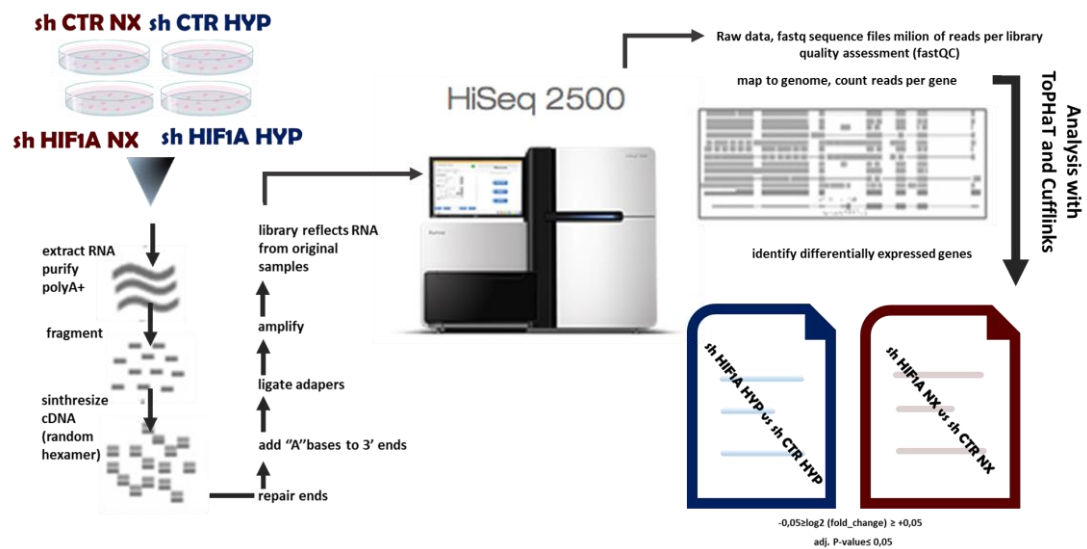 sh CTR NX sh CTR HYP
sh HIF1A NX sh HIF1A HYP
extract RNA
purify
polyA+
fragment
sinthresize
cDNA
(random
hexamer)
repair ends
add "A"bases to 3' ends
ligate adapers
amplify
library reflects RNA
from original
samples
HiSeq 2500
Raw data, fastq sequence files milion of reads per library
quality assessment (fastQC)
map to genome, count reads per gene
identify differentially expressed genes
Analysis with
ToPHaT and Cufflinks
sh HIF1A HYP vs sh CTR HYP
sh HIF1A NX vs sh CTR NX
-0,05≥log2 (fold_change) ≥ +0,05
adj. P-value≤ 0,05